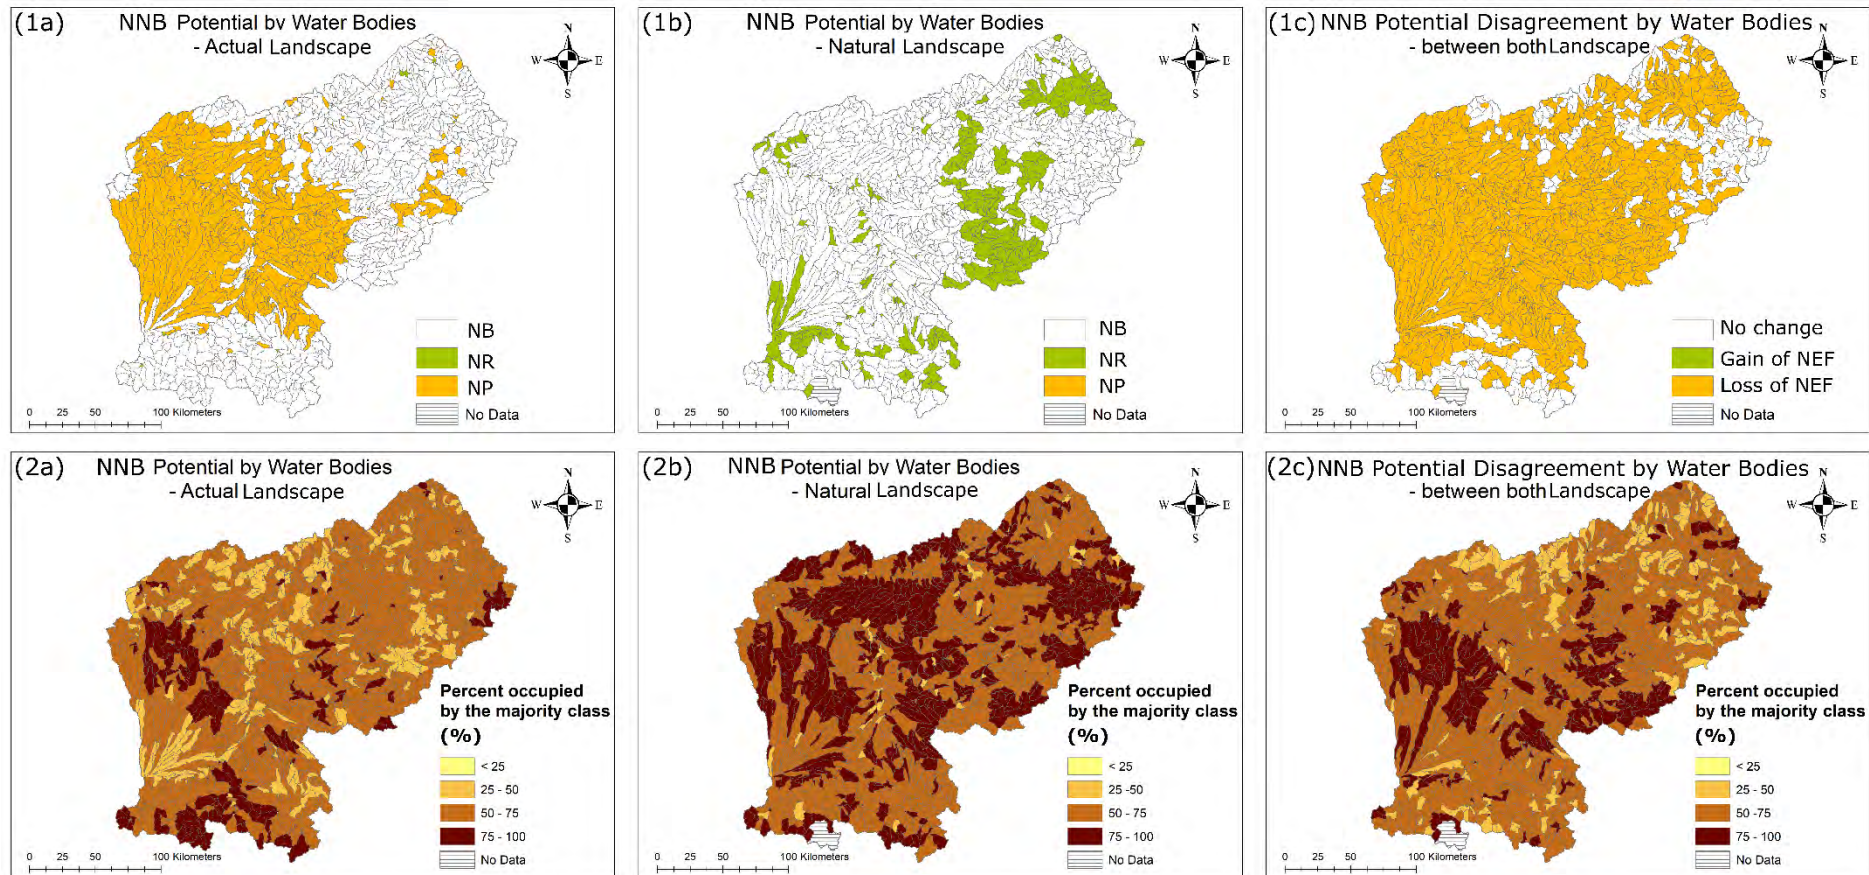 (1a) NNB Potential by Water Bodies
- Actual Landscape
N
W E
S
NB
NR
NP
No Data
0 25 50 100 Kilometers
(1b) NNB Potential by Water Bodies
- Natural Landscape
N
W E
S
NB
NR
NP
No Data
0 25 50 100 Kilometers
(1c) NNB Potential Disagreement by Water Bodies
- between both Landscape
N
W E
S
No change
Gain of NEF
Loss of NEF
No Data
0 25 50 100 Kilometers
(2a) NNB Potential by Water Bodies
- Actual Landscape
N
W E
S
Percent occupied
by the majority class
(%)
< 25
25 - 50
50 - 75
75 - 100
No Data
0 25 50 100 Kilometers
(2b) NNB Potential by Water Bodies
- Natural Landscape
N
W E
S
Percent occupied
by the majority class
(%)
< 25
25 -50
50 -75
75 - 100
No Data
0 25 50 100 Kilometers
(2c) NNB Potential Disagreement by Water Bodies
- between both Landscape
N
W E
S
Percent occupied
by the majority class
(%)
< 25
25 - 50
50 - 75
75 - 100
No Data
0 25 50 100 Kilometers